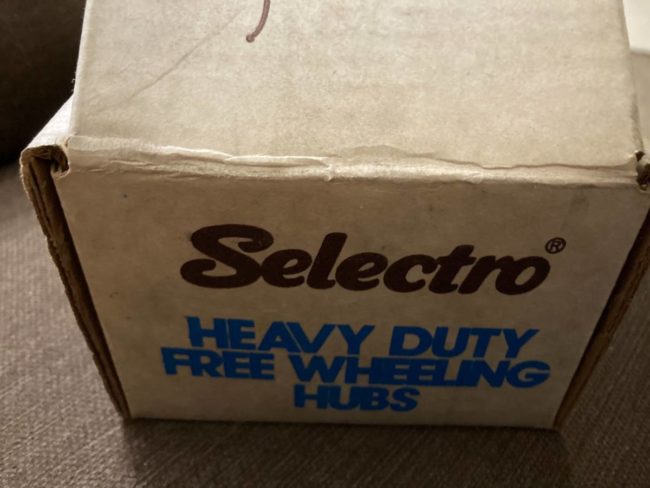 Selectro®
HEAVY DUTY
FREE WHEELING
HUBS